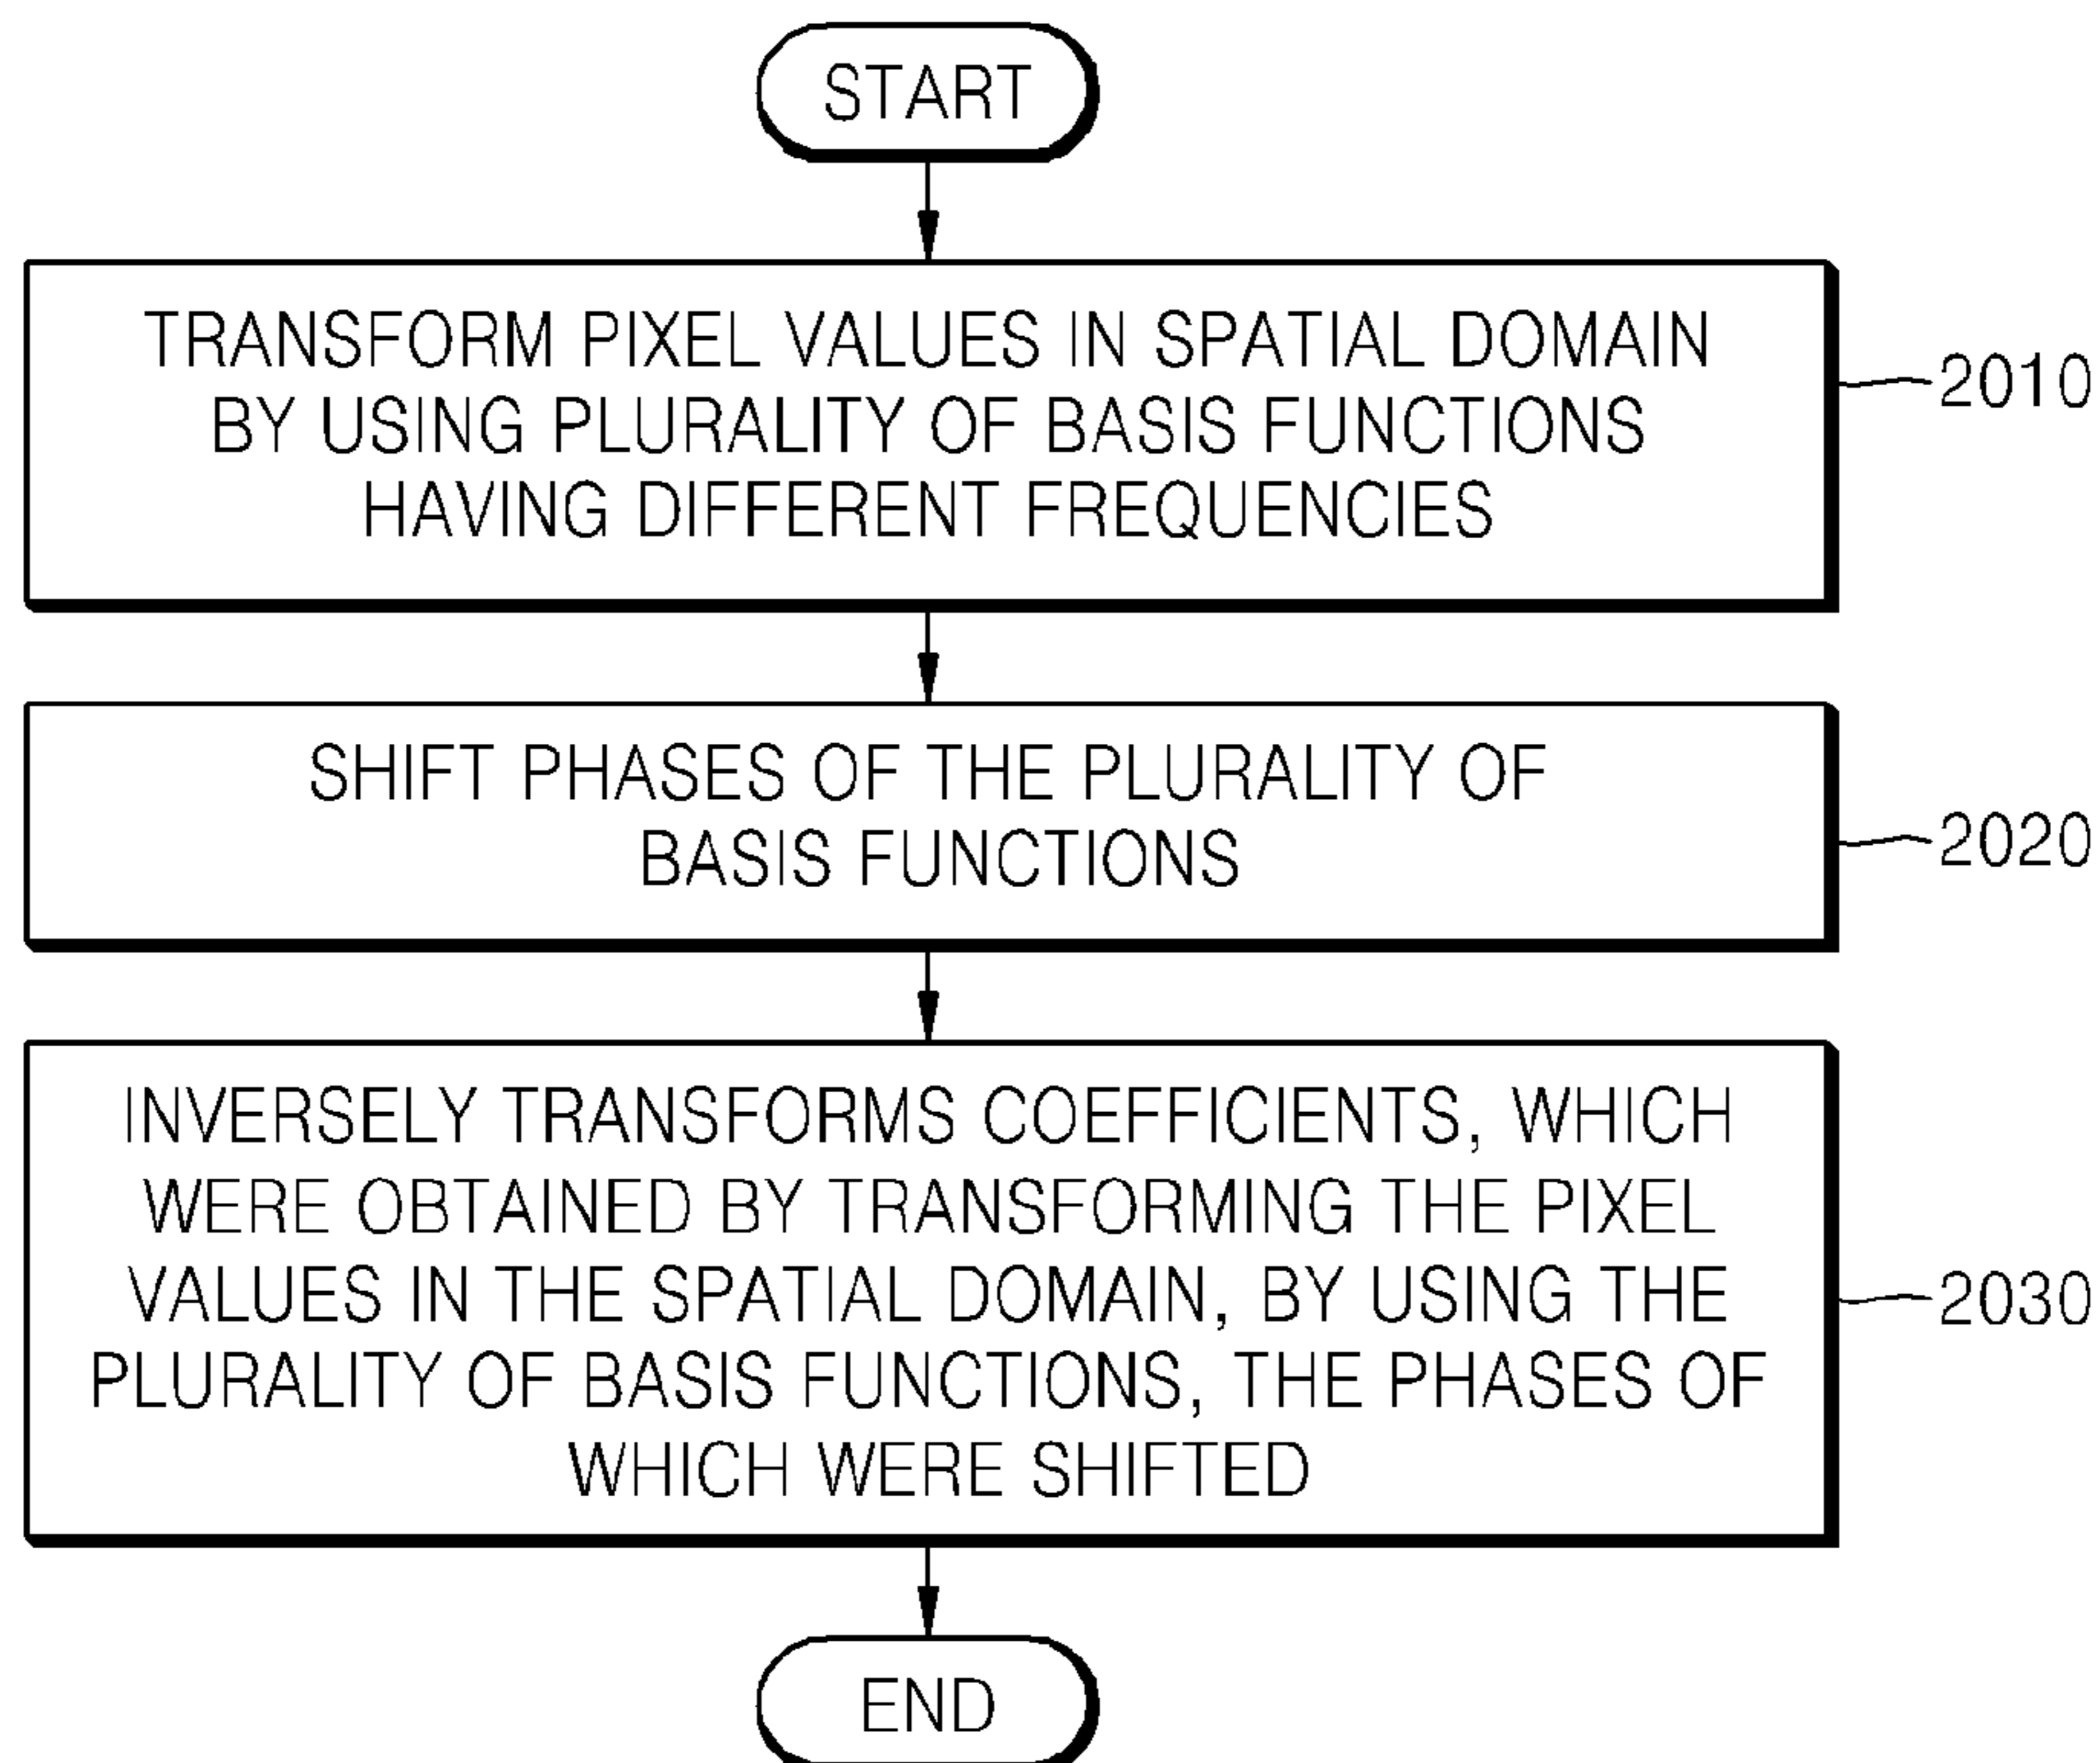 START
TRANSFORM PIXEL VALUES IN SPATIAL DOMAIN
BY USING PLURALITY OF BASIS FUNCTIONS
HAVING DIFFERENT FREQUENCIES
2010
SHIFT PHASES OF THE PLURALITY OF
BASIS FUNCTIONS
2020
INVERSELY TRANSFORMS COEFFICIENTS, WHICH
WERE OBTAINED BY TRANSFORMING THE PIXEL
VALUES IN THE SPATIAL DOMAIN, BY USING THE
PLURALITY OF BASIS FUNCTIONS, THE PHASES OF
WHICH WERE SHIFTED
2030
END